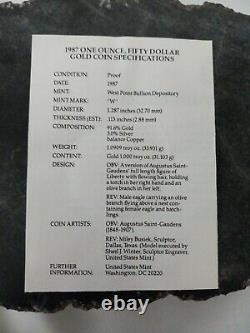 1987 ONE OUNCE, FIFTY DOLLAR
GOLD COIN SPECIFICATIONS
CONDITION: Proof
DATE: 1987
MINT: West Point Bullion Depository
MINT MARK: "W"
DIAMETER: 1.287 inches (32.70 mm)
THICKNESS (EST): .113 inches (2.88 mm)
COMPOSITION: 91.6% Gold
3.0% Silver
balance Copper
WEIGHT: 1.0909 troy oz. (33.931 g)
CONTENT: Gold 1.000 troy oz. (31.103 g)
DESIGN: OBV: A version of Augustus Saint-
Gaudens' full length figure of
Liberty with flowing hair, holding
a torch in her right hand and an
olive branch in her left.
REV: Male eagle carrying an olive
branch flying above a nest con-
taining female eagle and hatch-
lings
COIN ARTISTS: OBV: Augustus Saint-Gaudens
(1848-1907).
REV: Miley Busiek, Sculptor,
Dallas, Texas. (Model executed by
Sherl J. Winter, Sculptor Engraver,
United States Mint)
FURTHER United States Mint
INFORMATION: Washington, DC 20220